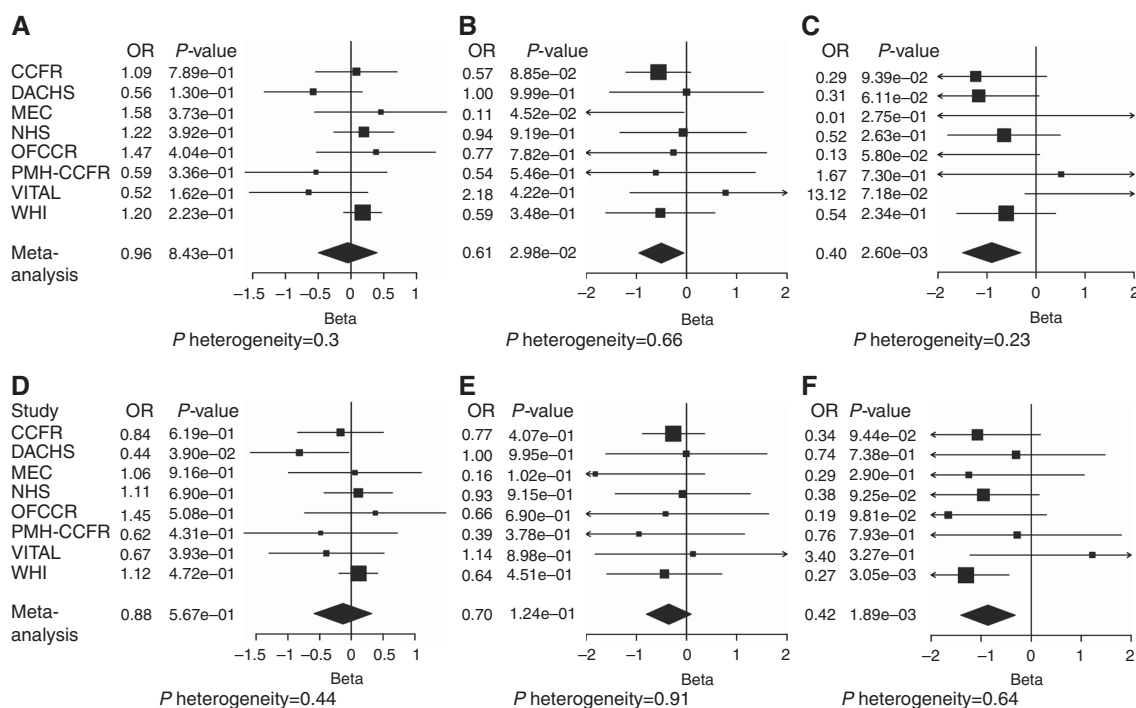 A
B
C
OR P-value
OR P-value
OR P-value
CCFR 1.09 7.89e–01 0.57 8.85e–02 0.29 9.39e–02
DACHS 0.56 1.30e–01 1.00 9.99e–01 0.31 6.11e–02
MEC 1.58 3.73e–01 0.11 4.52e–02 0.01 2.75e–01
NHS 1.22 3.92e–01 0.94 9.19e–01 0.52 2.63e–01
OFCCR 1.47 4.04e–01 0.77 7.82e–01 0.13 5.80e–02
PMH-CCFR 0.59 3.36e–01 0.54 5.46e–01 1.67 7.30e–01
VITAL 0.52 1.62e–01 2.18 4.22e–01 13.12 7.18e–02
WHI 1.20 2.23e–01 0.59 3.48e–01 0.54 2.34e–01
Meta-
analysis 0.96 8.43e–01 0.61 2.98e–02 0.40 2.60e–03
–1.5 –0.5 0 0.5 1 –2 –1 0 1 2 –2 –1 0 1 2
Beta Beta Beta
P heterogeneity=0.3 P heterogeneity=0.66 P heterogeneity=0.23
D
E
F
Study OR P-value OR P-value OR P-value
CCFR 0.84 6.19e–01 0.77 4.07e–01 0.34 9.44e–02
DACHS 0.44 3.90e–02 1.00 9.95e–01 0.74 7.38e–01
MEC 1.06 9.16e–01 0.16 1.02e–01 0.29 2.90e–01
NHS 1.11 6.90e–01 0.93 9.15e–01 0.38 9.25e–02
OFCCR 1.45 5.08e–01 0.66 6.90e–01 0.19 9.81e–02
PMH-CCFR 0.62 4.31e–01 0.39 3.78e–01 0.76 7.93e–01
VITAL 0.67 3.93e–01 1.14 8.98e–01 3.40 3.27e–01
WHI 1.12 4.72e–01 0.64 4.51e–01 0.27 3.05e–03
Meta-
analysis 0.88 5.67e–01 0.70 1.24e–01 0.42 1.89e–03
–1.5 –0.5 0 0.5 1 –2 –1 0 1 2 –2 –1 0 1 2
Beta Beta Beta
P heterogeneity=0.44 P heterogeneity=0.91 P heterogeneity=0.64